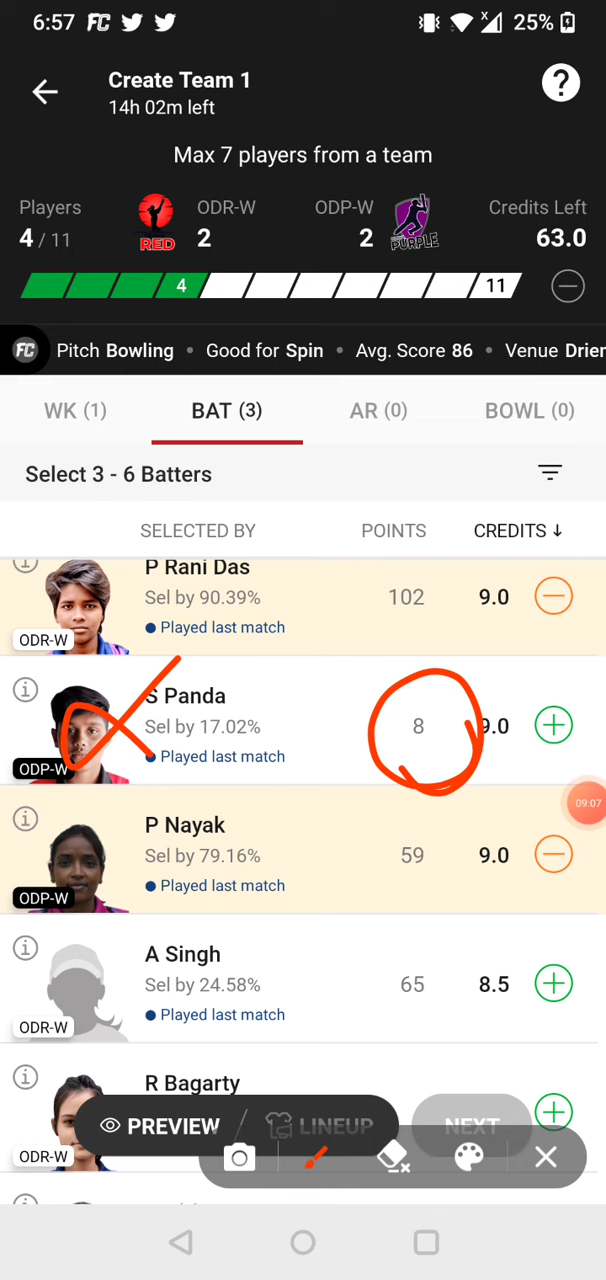 6:57 FC 25%
Create Team 1
14h 02m left
?
Max 7 players from a team
Players ODR-W ODP-W Credits Left
4 / 11 RED 2 2 PURPLE 63.0
4 11
FC Pitch Bowling • Good for Spin • Avg. Score 86 • Venue Drier
WK (1) BAT (3) AR (0) BOWL (0)
Select 3 - 6 Batters
SELECTED BY POINTS CREDITS ↓
P Rani Das
Sel by 90.39% 102 9.0
Played last match
ODR-W
S Panda
Sel by 17.02% 8 9.0
Played last match
ODP-W
09:07
P Nayak
Sel by 79.16% 59 9.0
Played last match
ODP-W
A Singh
Sel by 24.58% 65 8.5
Played last match
ODR-W
R Bagarty
PREVIEW / LINEUP NEXT
ODR-W